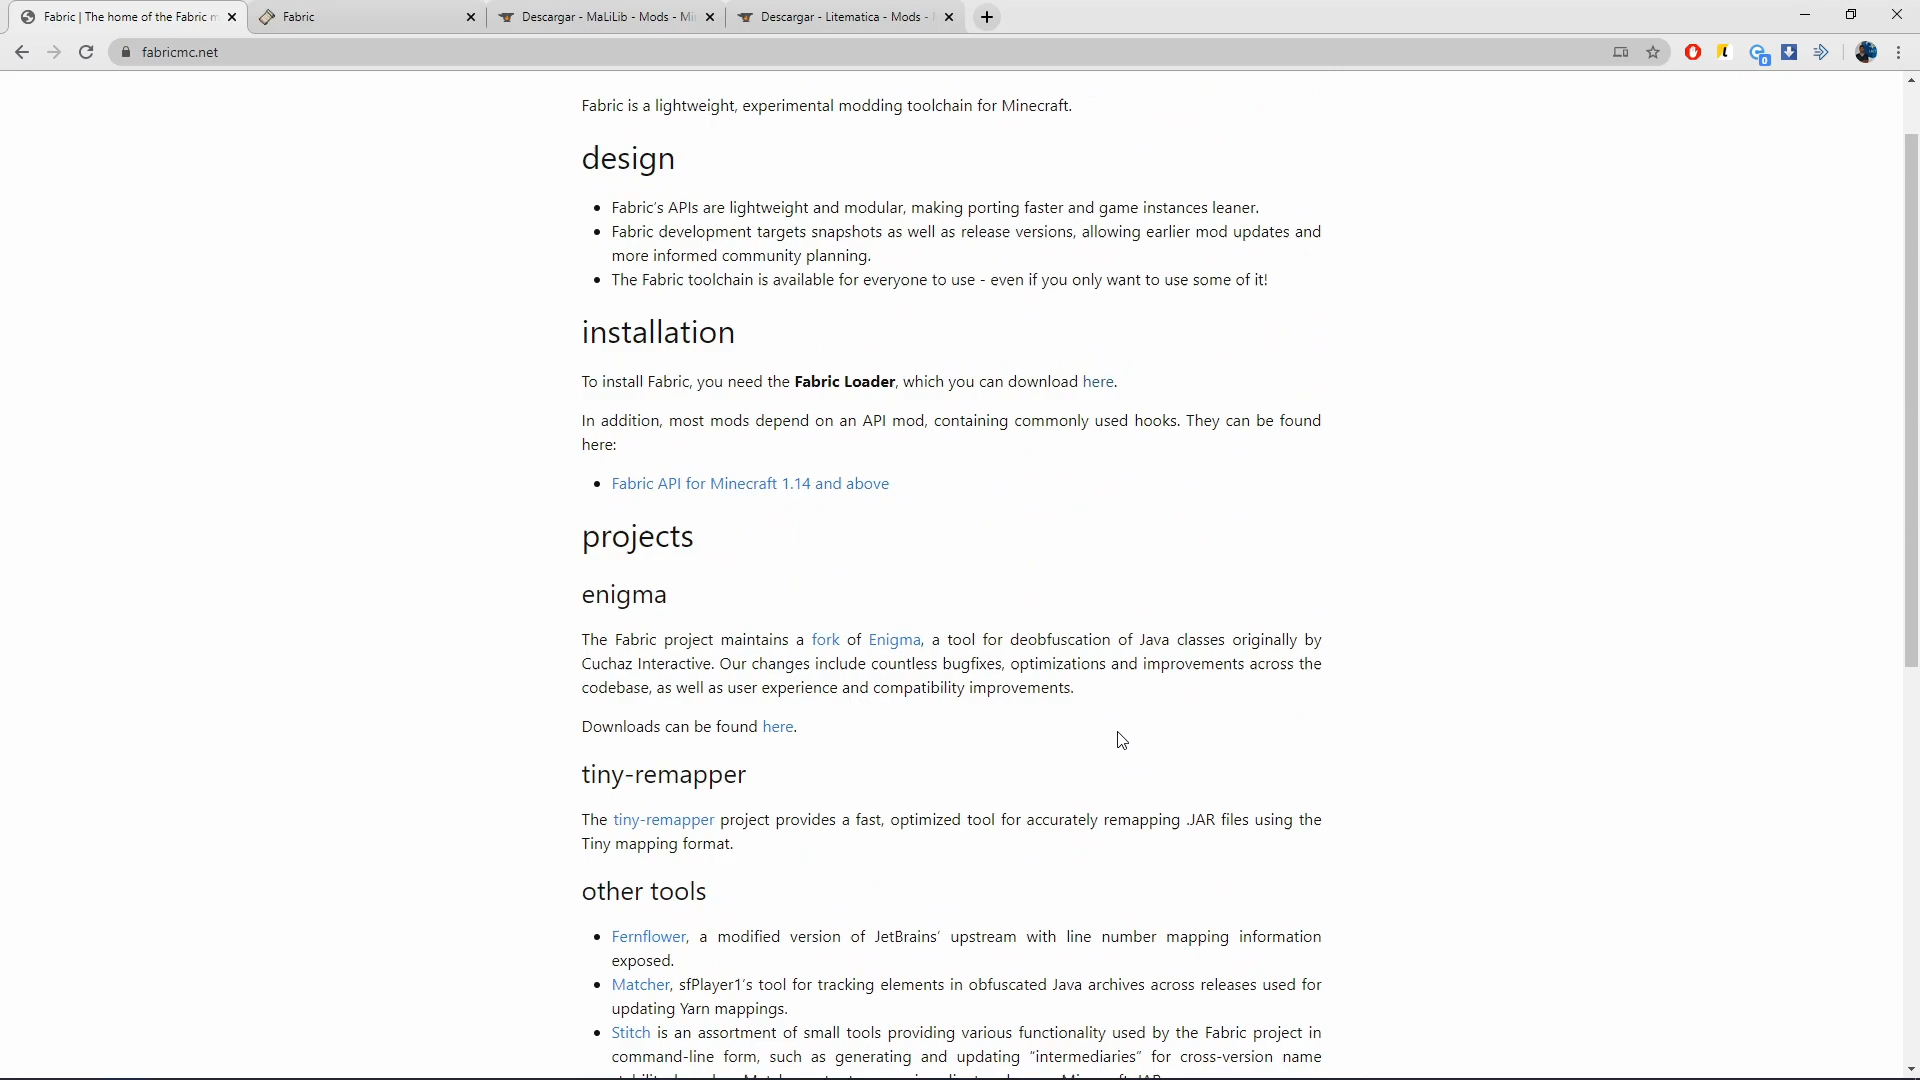 Fabric | The home of the Fabric m
Fabric
Descargar - MaLiLib - Mods - Mi
Descargar - Litematica - Mods -
fabricmc.net
0
Fabric is a lightweight, experimental modding toolchain for Minecraft.
design
Fabric's APIs are lightweight and modular, making porting faster and game instances leaner.
Fabric development targets snapshots as well as release versions, allowing earlier mod updates and
more informed community planning.
The Fabric toolchain is available for everyone to use - even if you only want to use some of it!
installation
To install Fabric, you need the Fabric Loader, which you can download here.
In addition, most mods depend on an API mod, containing commonly used hooks. They can be found
here:
Fabric API for Minecraft 1.14 and above
projects
enigma
The Fabric project maintains a fork of Enigma, a tool for deobfuscation of Java classes originally by
Cuchaz Interactive. Our changes include countless bugfixes, optimizations and improvements across the
codebase, as well as user experience and compatibility improvements.
Downloads can be found here.
tiny-remapper
The tiny-remapper project provides a fast, optimized tool for accurately remapping .JAR files using the
Tiny mapping format.
other tools
Fernflower, a modified version of JetBrains' upstream with line number mapping information
exposed.
Matcher, sfPlayer1's tool for tracking elements in obfuscated Java archives across releases used for
updating Yarn mappings.
Stitch is an assortment of small tools providing various functionality used by the Fabric project in
command-line form, such as generating and updating "intermediaries" for cross-version name